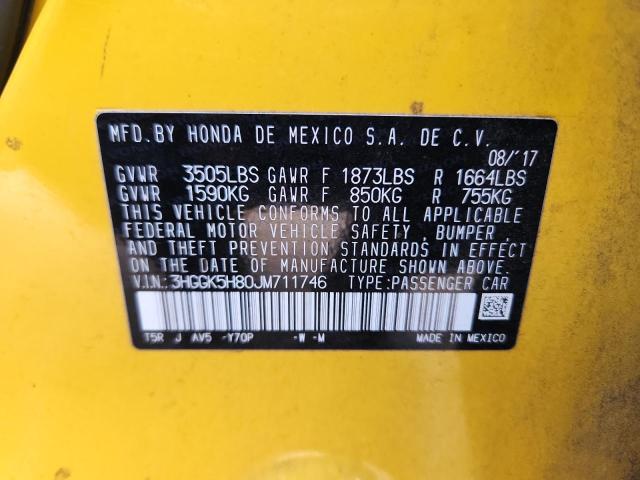 MFD.BY HONDA DE MEXICO S.A. DE C.V.
08/'17
GVWR 3505LBS GAWR F 1873LBS R 1664LBS
GVWR 1590KG GAWR F 850KG R 755KG
THIS VEHICLE CONFORMS TO ALL APPLICABLE
FEDERAL MOTOR VEHICLE SAFETY, BUMPER,
AND THEFT PREVENTION STANDARDS IN EFFECT
ON THE DATE OF MANUFACTURE SHOWN ABOVE.
V.I.N.: 3HGGK5H80JM711746 TYPE:PASSENGER CAR
T5R J AV5 -Y70P -W -M MADE IN MEXICO